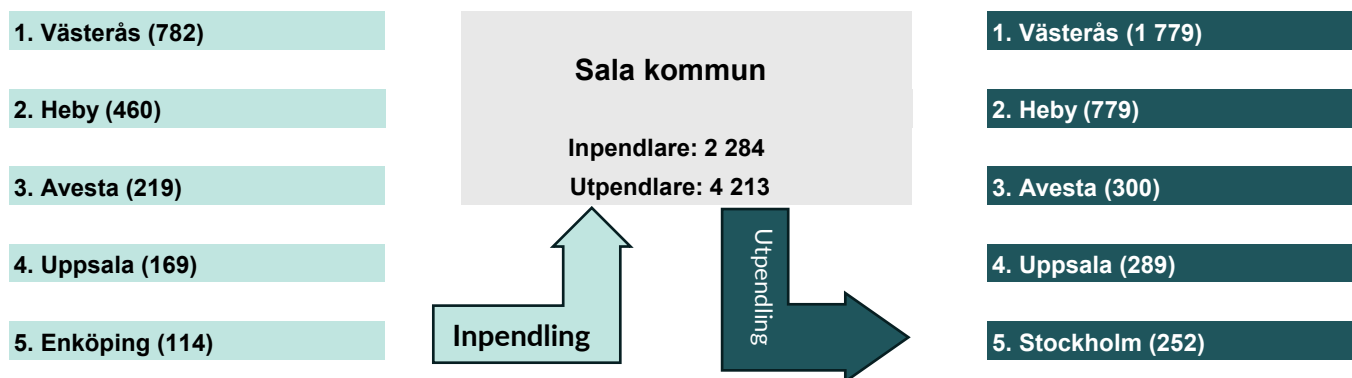 1. Västerås (782)
2. Heby (460)
3. Avesta (219)
4. Uppsala (169)
5. Enköping (114)
Sala kommun
Inpendlare: 2 284
Utpendlare: 4 213
Inpendling
Utpendling
1. Västerås (1 779)
2. Heby (779)
3. Avesta (300)
4. Uppsala (289)
5. Stockholm (252)